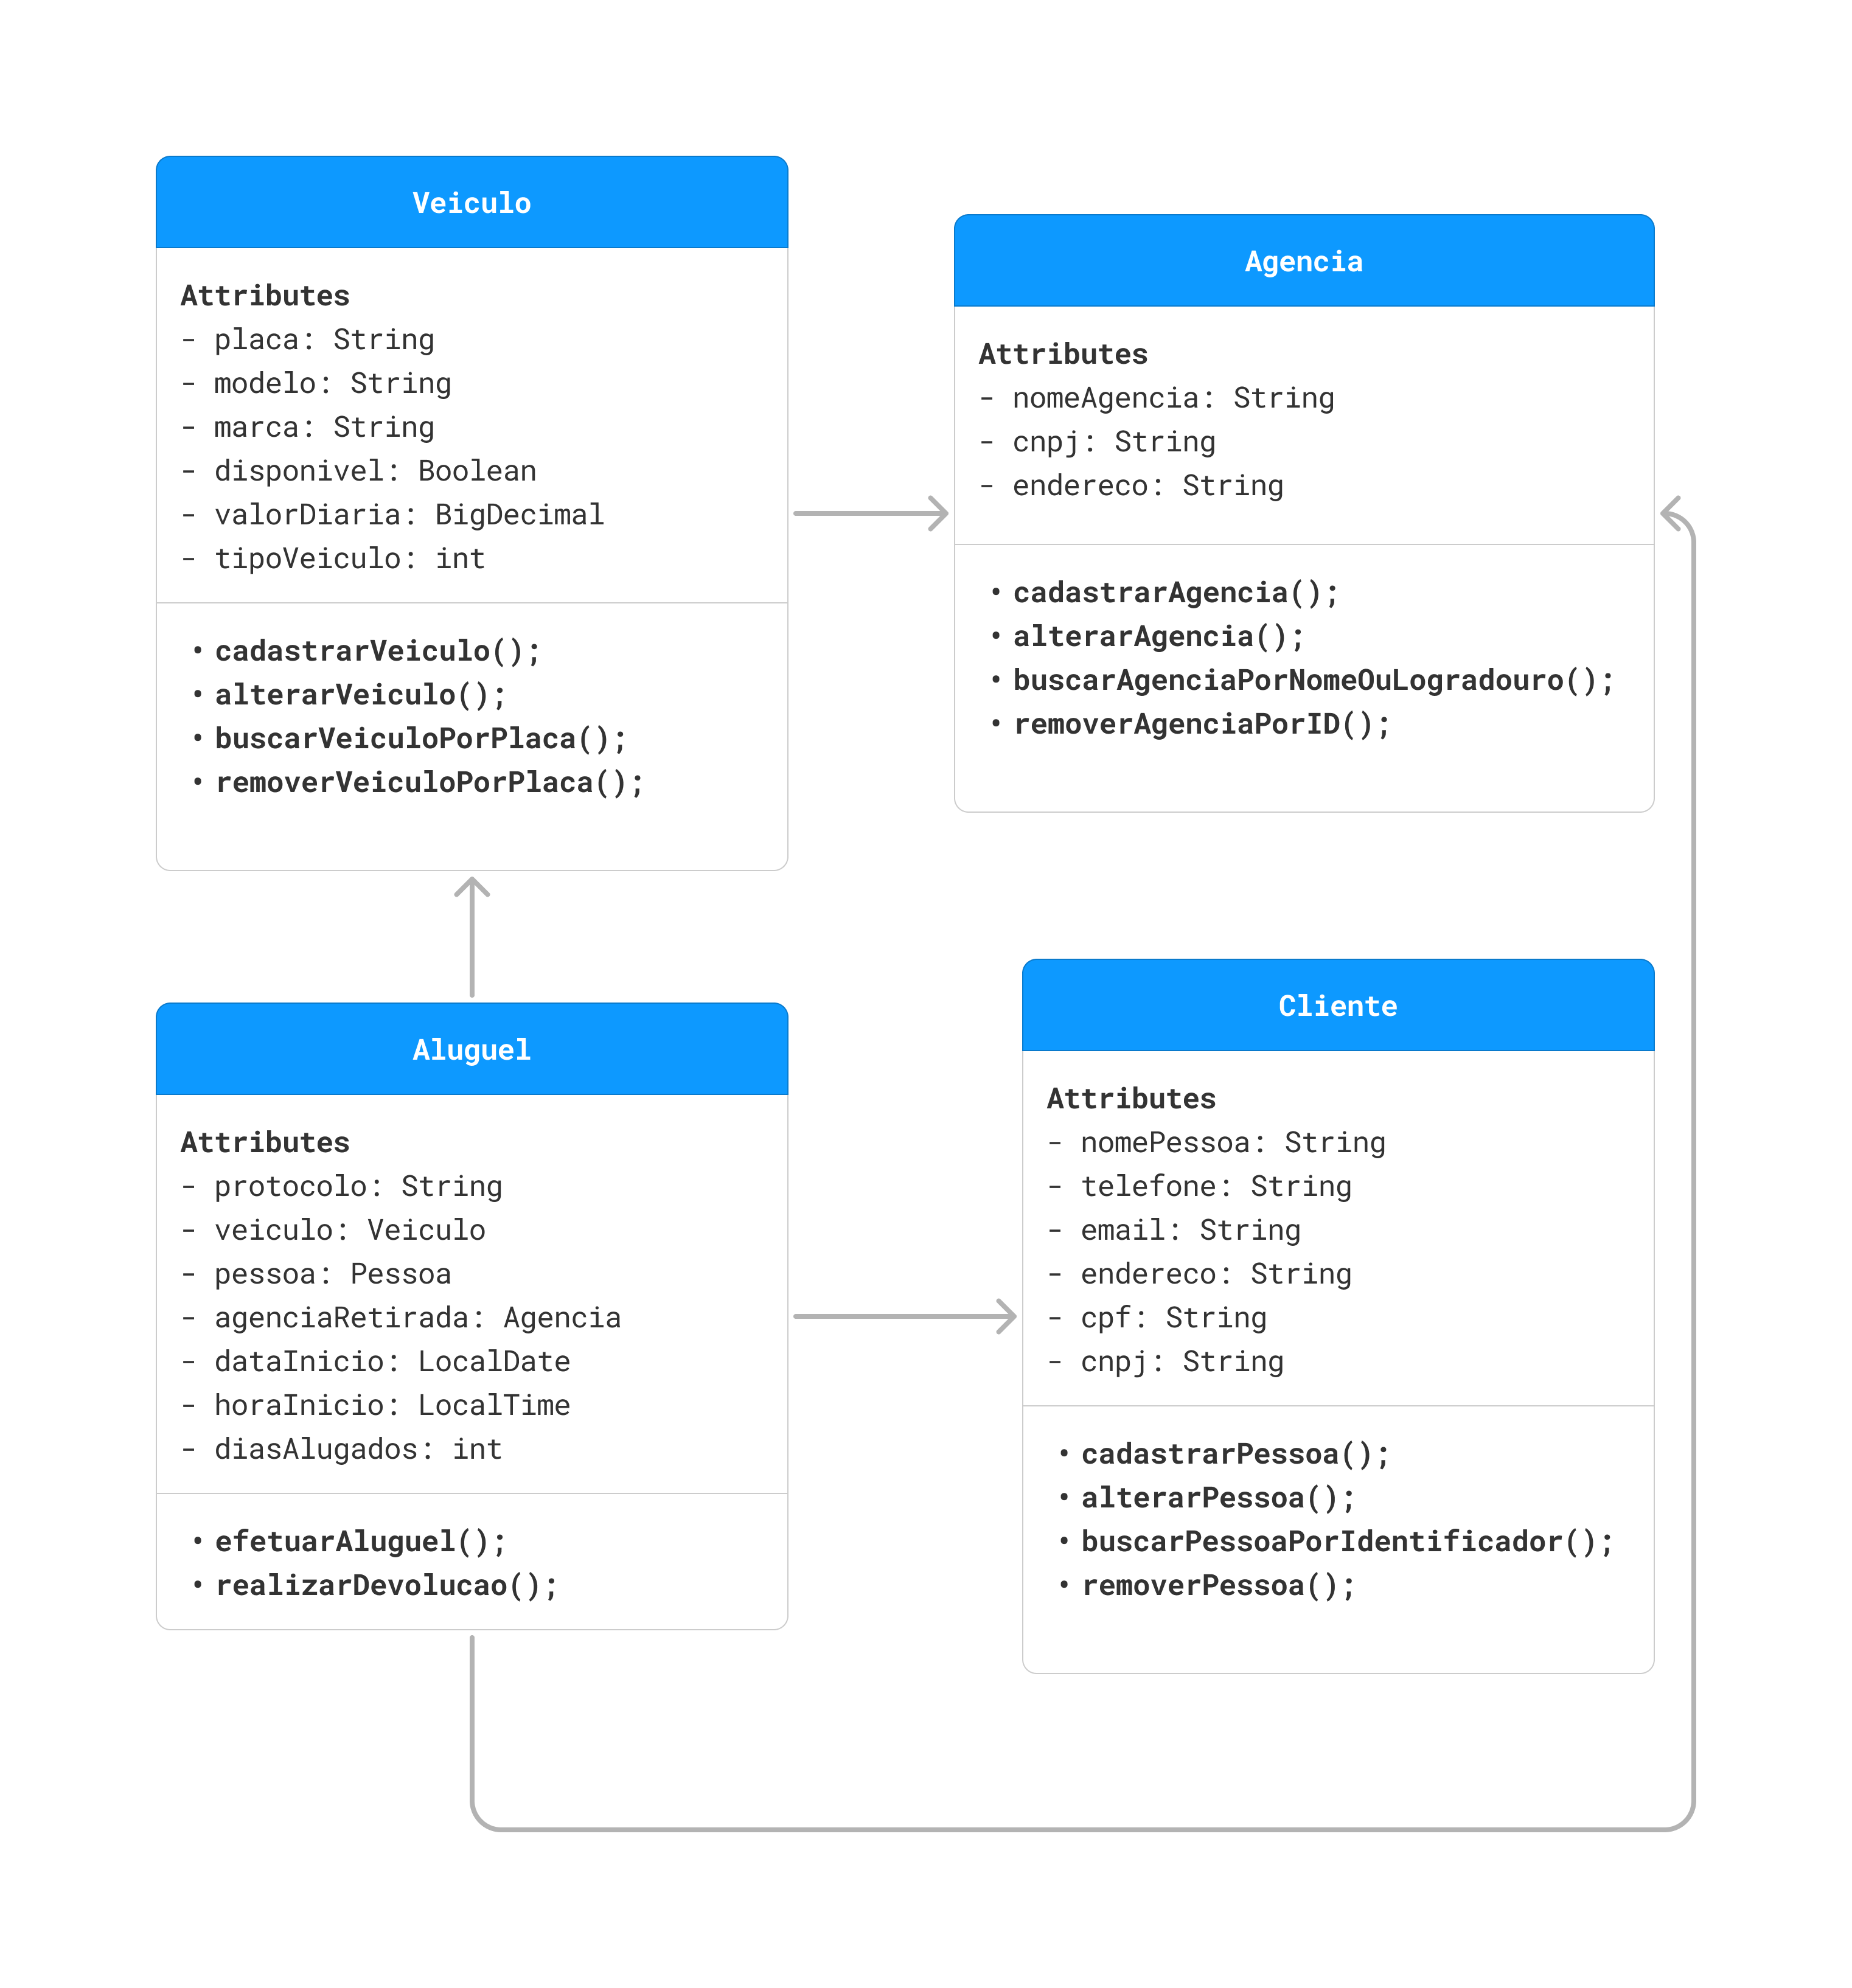 Veiculo
Attributes
- placa: String
- modelo: String
- marca: String
- disponivel: Boolean
- valorDiaria: BigDecimal
- tipoVeiculo: int
• cadastrarVeiculo();
• alterarVeiculo();
• buscarVeiculoPorPlaca();
• removerVeiculoPorPlaca();
Agencia
Attributes
- nomeAgencia: String
- cnpj: String
- endereco: String
• cadastrarAgencia();
• alterarAgencia();
• buscarAgenciaPorNomeOuLogradouro();
• removerAgenciaPorID();
Aluguel
Attributes
- protocolo: String
- veiculo: Veiculo
- pessoa: Pessoa
- agenciaRetirada: Agencia
- dataInicio: LocalDate
- horaInicio: LocalTime
- diasAlugados: int
• efetuarAluguel();
• realizarDevolucao();
Cliente
Attributes
- nomePessoa: String
- telefone: String
- email: String
- endereco: String
- cpf: String
- cnpj: String
• cadastrarPessoa();
• alterarPessoa();
• buscarPessoaPorIdentificador();
• removerPessoa();